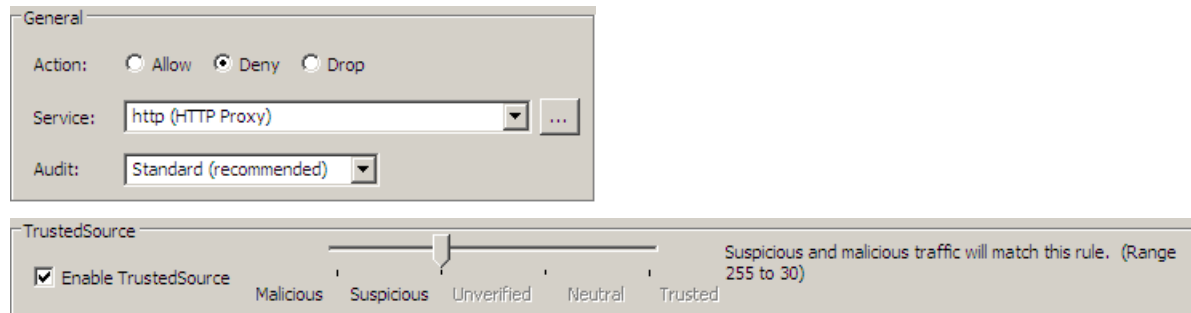 General
Action: Allow Deny Drop
Service: http (HTTP Proxy) ...
Audit: Standard (recommended)
TrustedSource
Enable TrustedSource
Malicious Suspicious Unverified Neutral Trusted
Suspicious and malicious traffic will match this rule. (Range
255 to 30)